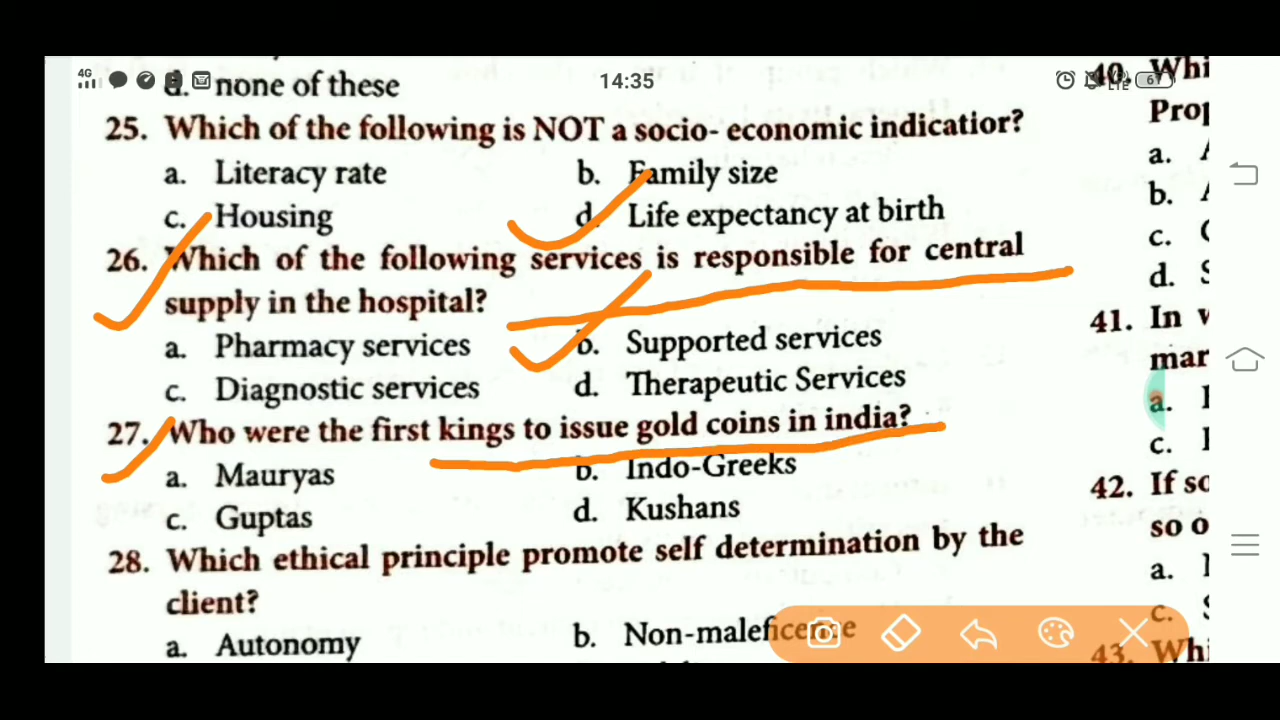 4G
14:35
LTE
67
d. none of these
25. Which of the following is NOT a socio- economic indicatior?
a. Literacy rate b. Family size
c. Housing d. Life expectancy at birth
26. Which of the following services is responsible for central
supply in the hospital?
a. Pharmacy services b. Supported services
c. Diagnostic services d. Therapeutic Services
27. Who were the first kings to issue gold coins in india?
a. Mauryas b. Indo-Greeks
c. Guptas d. Kushans
28. Which ethical principle promote self determination by the
client?
a. Autonomy b. Non-maleficence
40. Whi
Prop
a.
b.
c.
d.
41. In
mar
a.
c.
42. If so
so o
a.
c.
43. Whi